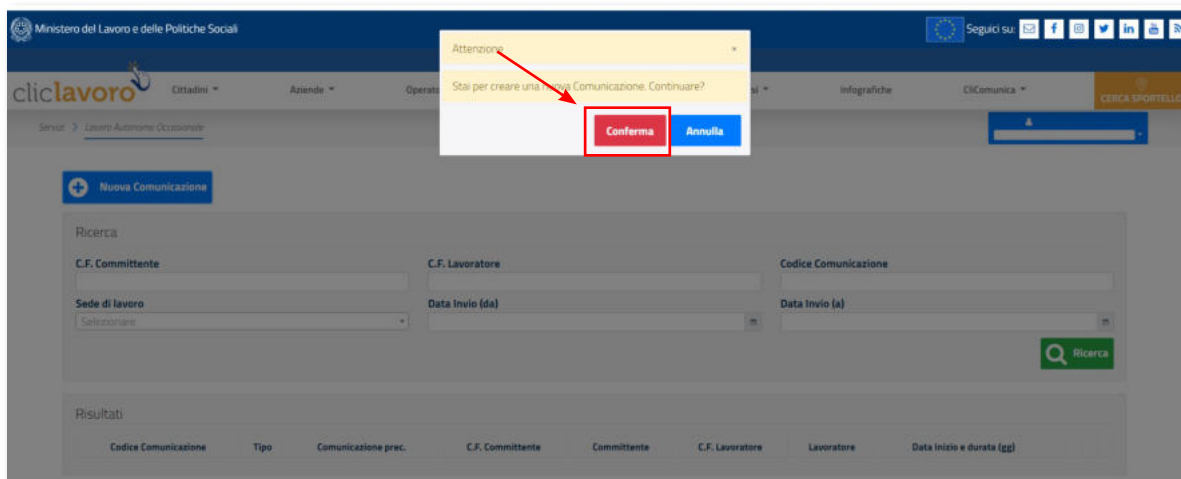 Ministero del Lavoro e delle Politiche Sociali
Seguici su:
Attenzione ×
Stai per creare una nuova Comunicazione. Continuare?
Conferma Annulla
cliclavoro Cittadini Aziende Infografiche CliComunica CERCA SPORTELLO
Servizi > Lavoro Autonomo Occasionale
Nuova Comunicazione
Ricerca
C.F. Committente C.F. Lavoratore Codice Comunicazione
Sede di lavoro Data Invio (da) Data Invio (a)
Selezionare
Ricerca
Risultati
Codice Comunicazione Tipo Comunicazione prec. C.F. Committente Committente C.F. Lavoratore Lavoratore Data inizio e durata (gg)